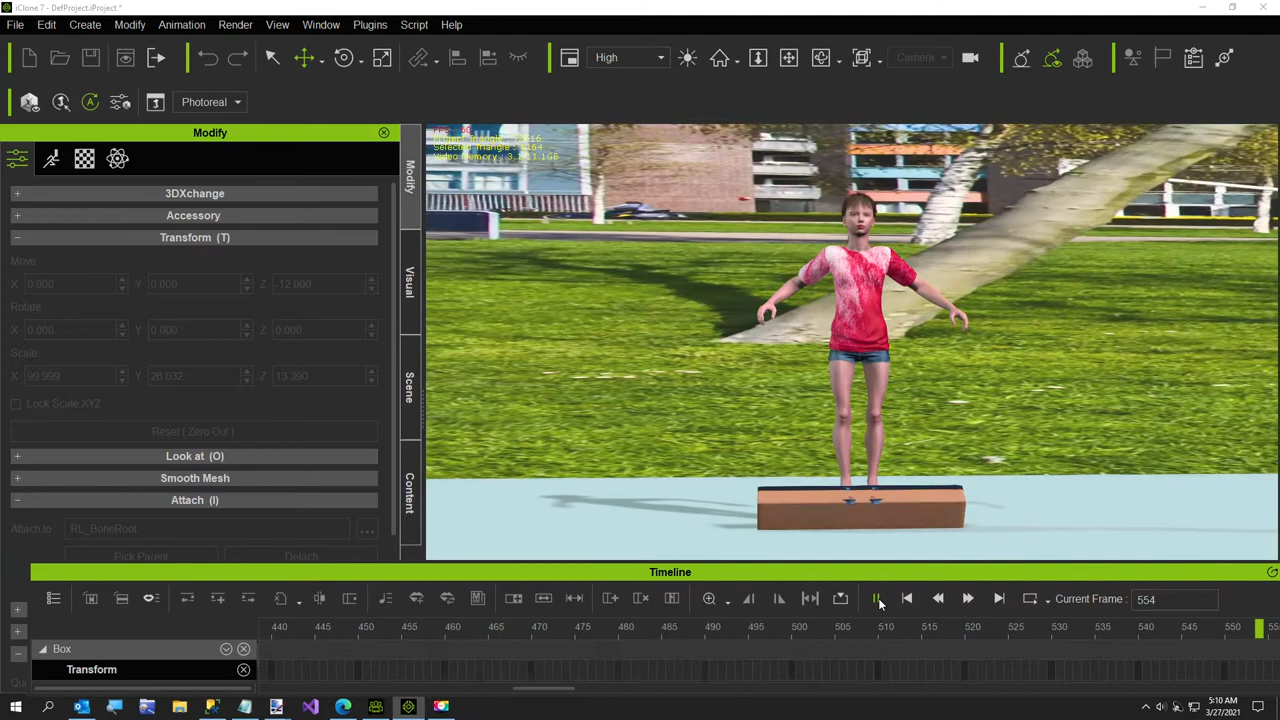 iClone 7 - DefProject.iProject *
File Edit Create Modify Animation Render View Window Plugins Script Help
High
Camera
Photoreal
Modify
3DXchange
Accessory
Transform (T)
Move
X 0.000 Y 0.000 Z -12.000
Rotate
X 0.000 Y 0.000 Z 0.000
Scale
X 99.999 Y 26.032 Z 13.390
Lock Scale XYZ
Reset ( Zero Out )
Look at (O)
Smooth Mesh
Attach (I)
Attach to RL_BoneRoot ...
Pick Parent Detach
Modify
Visual
Scene
Content
Timeline
Current Frame : 554
440 445 450 455 460 465 470 475 480 485 490 495 500 505 510 515 520 525 530 535 540 545 550
Box
Transform
5:10 AM
3/27/2021